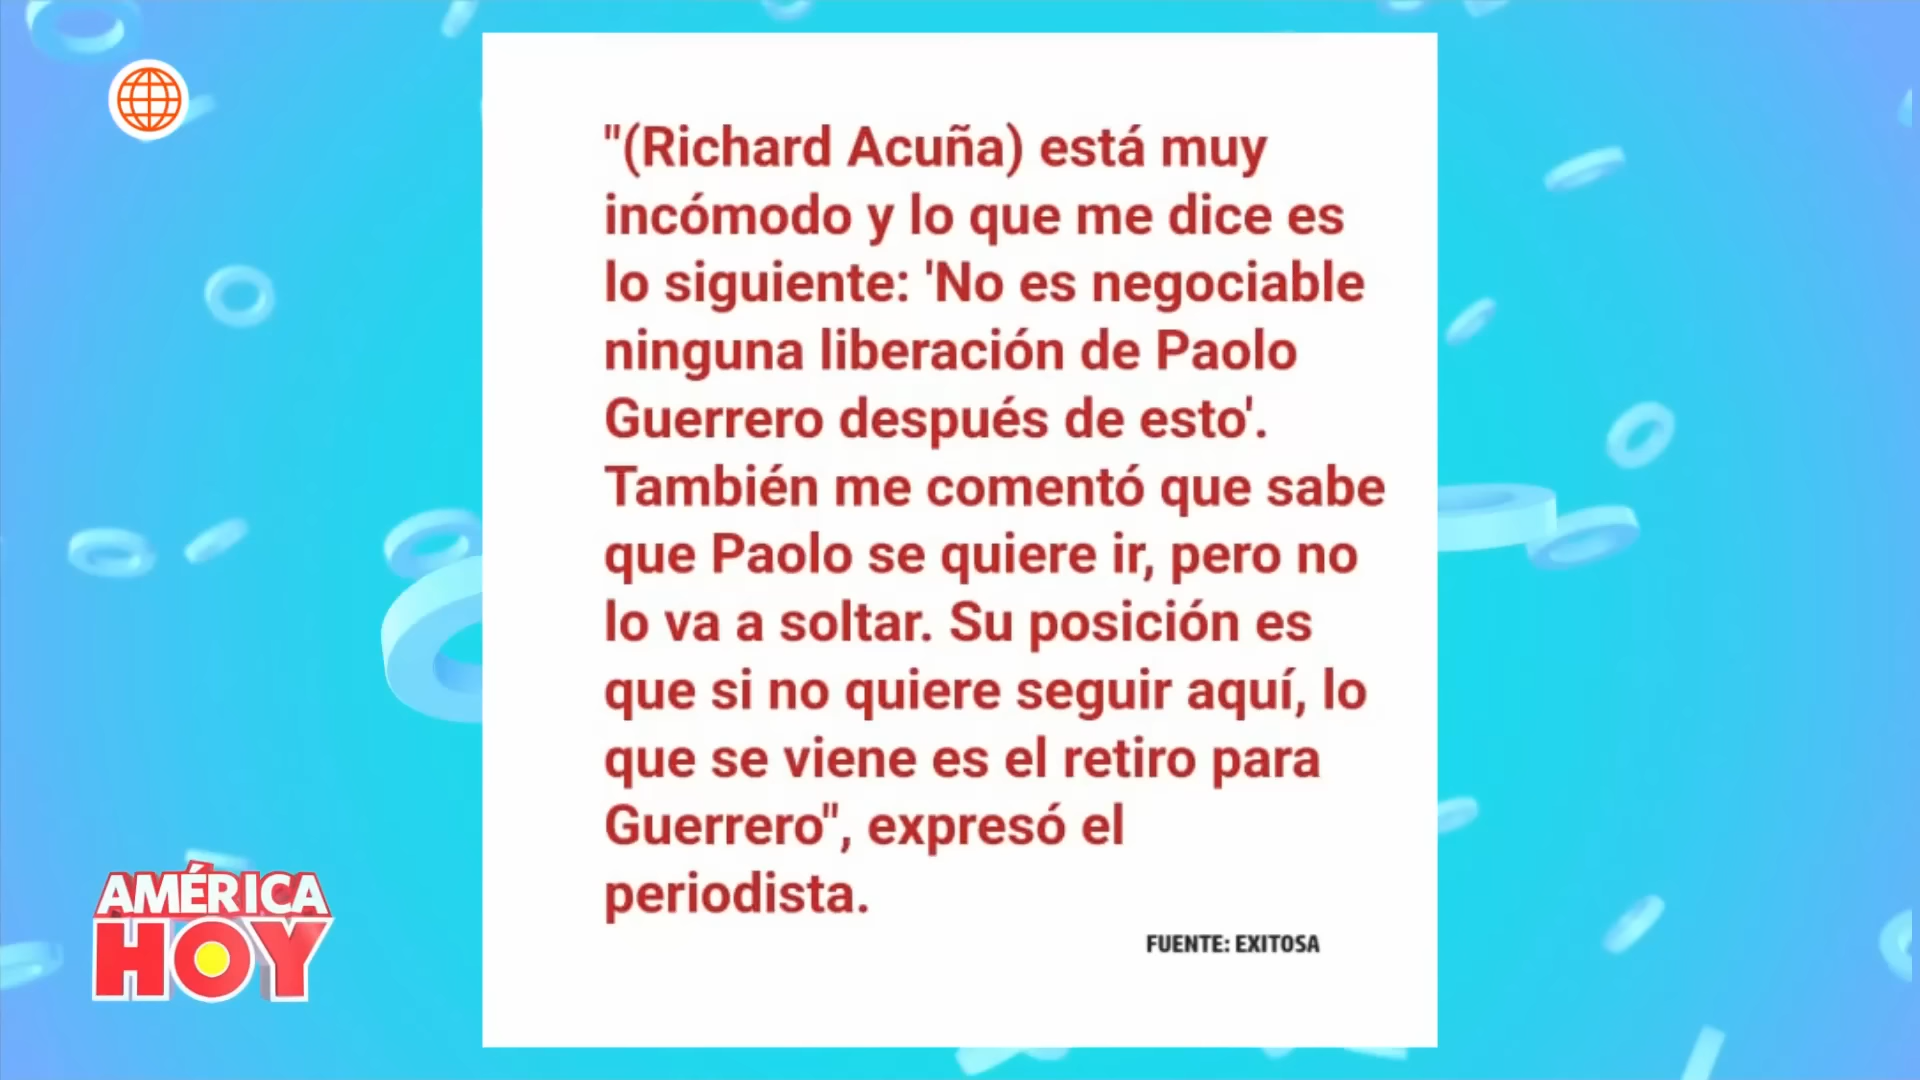 "(Richard Acuña) está muy
incómodo y lo que me dice es
lo siguiente: 'No es negociable
ninguna liberación de Paolo
Guerrero después de esto'.
También me comentó que sabe
que Paolo se quiere ir, pero no
lo va a soltar. Su posición es
que si no quiere seguir aquí, lo
que se viene es el retiro para
Guerrero", expresó el
periodista.
FUENTE: EXITOSA
AMÉRICA
HOY